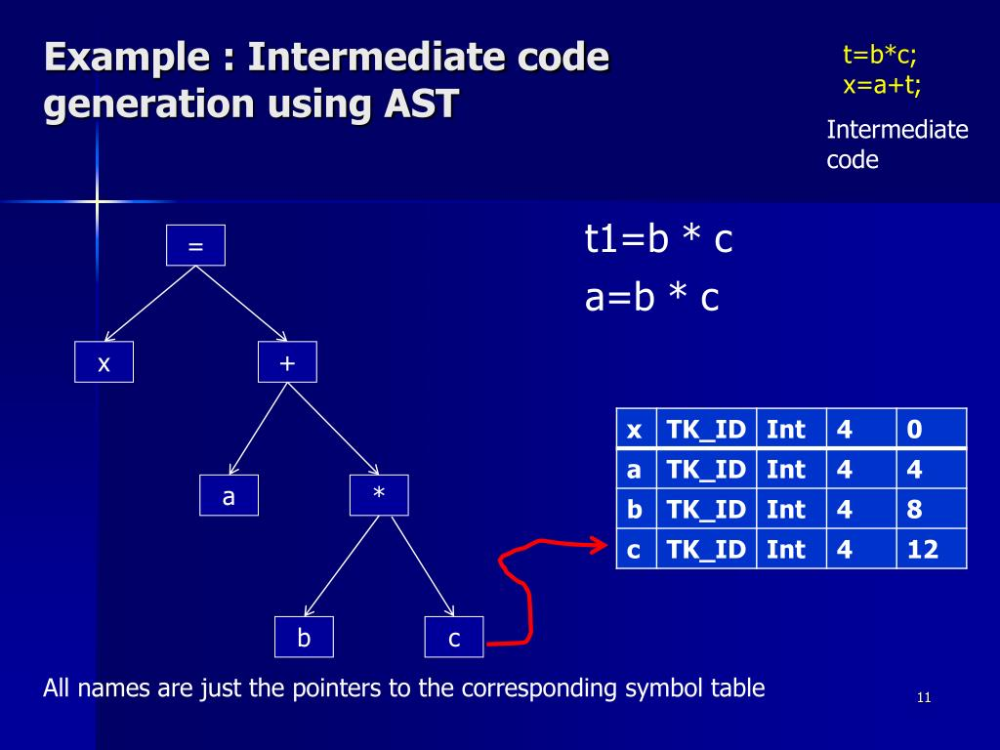 Example : Intermediate code
generation using AST
t=b*c;
x=a+t;
Intermediate
code
t1=b * c
a=b * c
=
x
+
a
*
b
c
x TK_ID Int 4 0
a TK_ID Int 4 4
b TK_ID Int 4 8
c TK_ID Int 4 12
All names are just the pointers to the corresponding symbol table
11